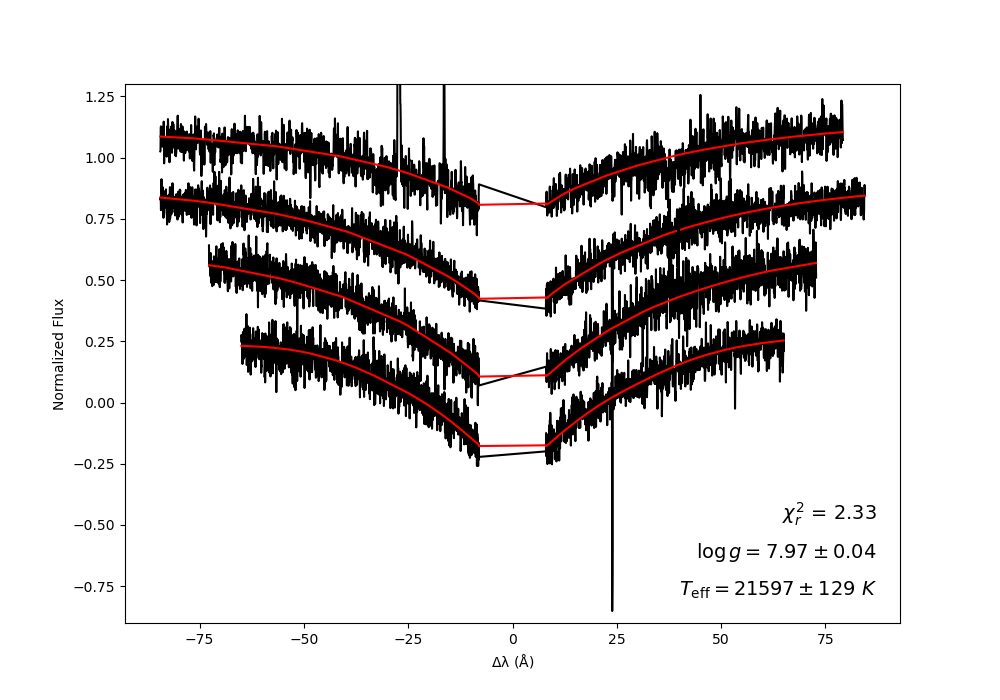 1.25
1.00
0.75
0.50
0.25
0.00
−0.25
−0.50
−0.75
Normalized Flux
χ²ᵣ = 2.33
log g = 7.97 ± 0.04
T_eff = 21597 ± 129 K
−75 −50 −25 0 25 50 75
Δλ (Å)